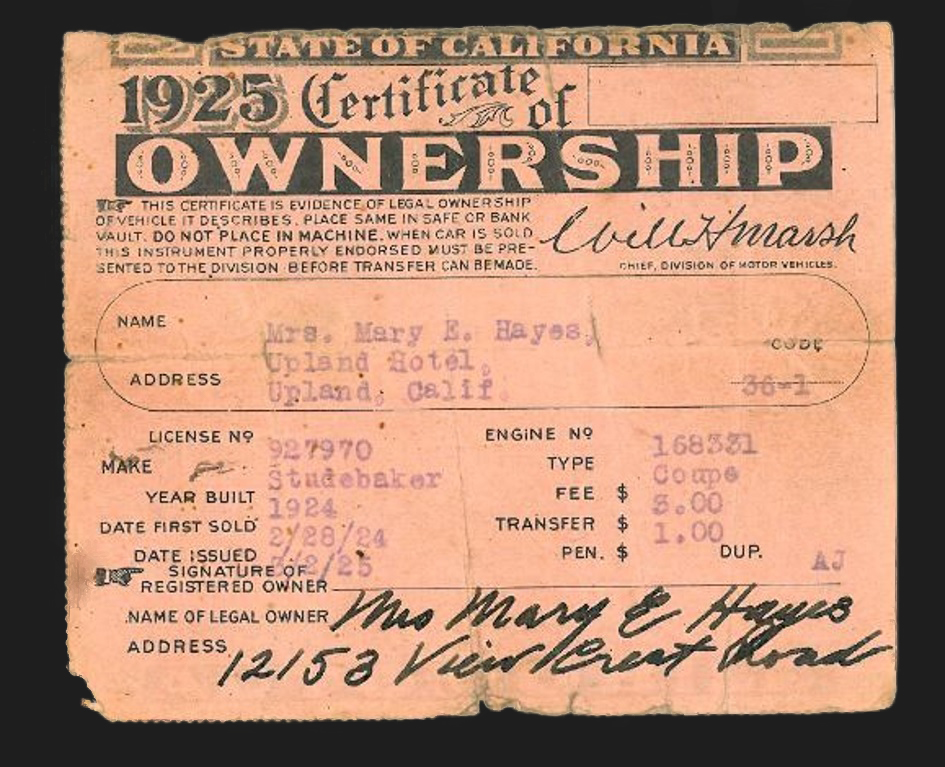 STATE OF CALIFORNIA
1925 Certificate of
OWNERSHIP
THIS CERTIFICATE IS EVIDENCE OF LEGAL OWNERSHIP
OF VEHICLE IT DESCRIBES. PLACE SAME IN SAFE OR BANK
VAULT. DO NOT PLACE IN MACHINE. WHEN CAR IS SOLD
THIS INSTRUMENT PROPERLY ENDORSED MUST BE PRE-
SENTED TO THE DIVISION BEFORE TRANSFER CAN BE MADE.
Will H Marsh
CHIEF, DIVISION OF MOTOR VEHICLES.
NAME Mrs. Mary E. Hayes,
CODE
Upland Hotel,
ADDRESS Upland, Calif. 36-1
LICENSE Nº 927970 ENGINE Nº 168331
MAKE Studebaker TYPE Coupe
YEAR BUILT 1924 FEE $ 3.00
DATE FIRST SOLD 2/28/24 TRANSFER $ 1.00
DATE ISSUED /2/25 PEN. $ DUP. AJ
SIGNATURE OF
REGISTERED OWNER
NAME OF LEGAL OWNER Mrs Mary E Hayes
ADDRESS 12153 View Crest Road